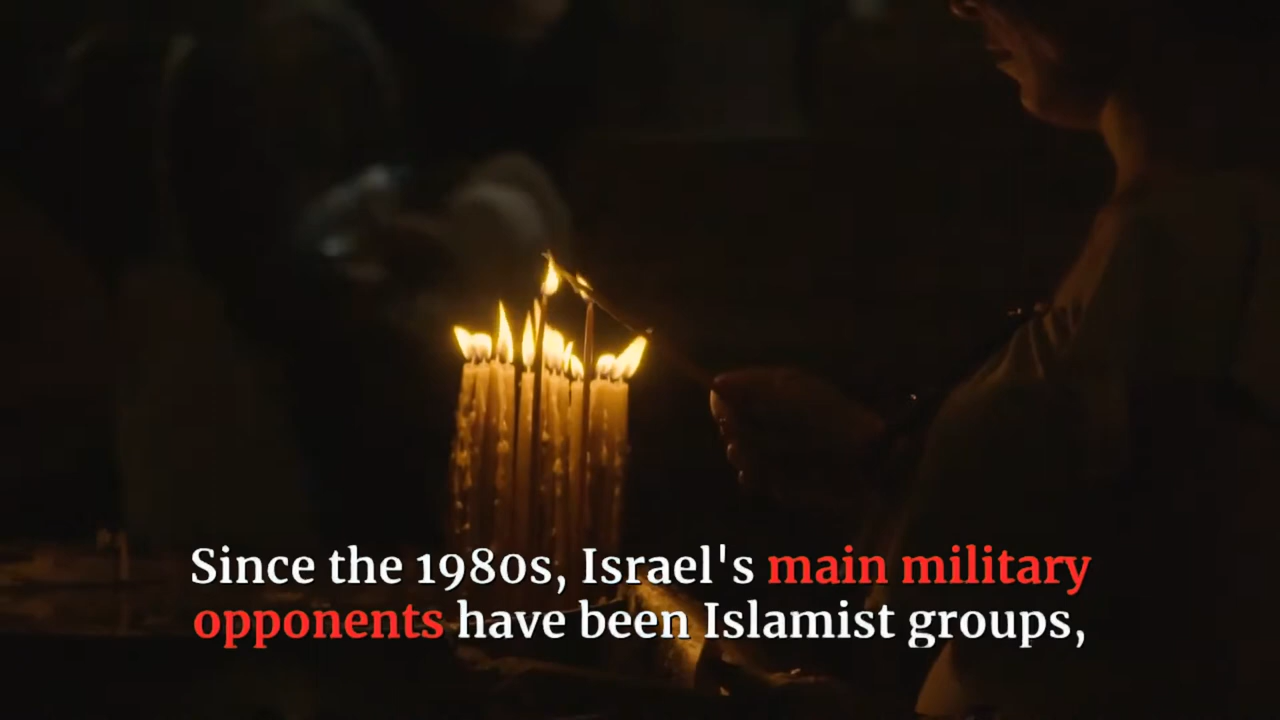 Since the 1980s, Israel's main military
opponents have been Islamist groups,